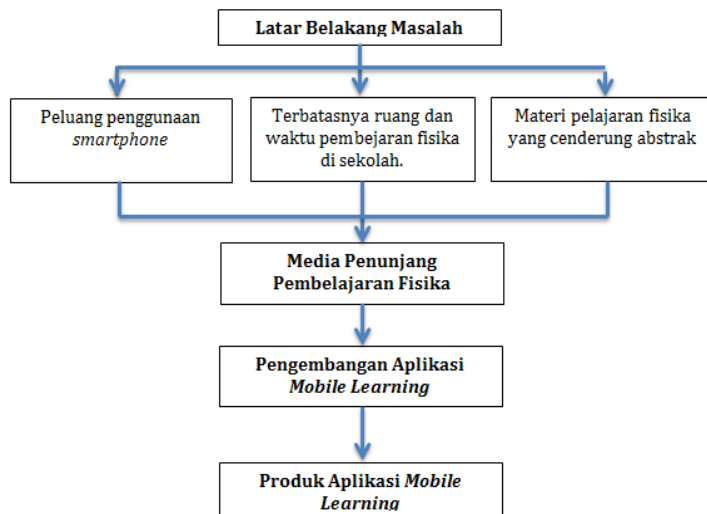 Latar Belakang Masalah
Peluang penggunaan
smartphone
Terbatasnya ruang dan
waktu pembejaran fisika
di sekolah.
Materi pelajaran fisika
yang cenderung abstrak
Media Penunjang
Pembelajaran Fisika
Pengembangan Aplikasi
Mobile Learning
Produk Aplikasi Mobile
Learning